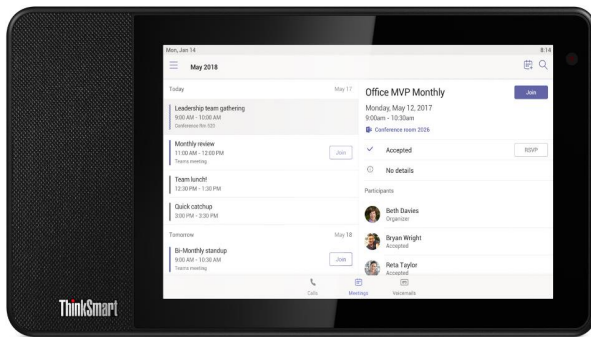 Mon, Jan 14
8:14
May 2018
Today
May 17
Leadership team gathering
9:00 AM - 10:00 AM
Conference Rm 323
Monthly review
11:00 AM - 12:00 PM
Teams meeting
Join
Team lunch!
12:30 PM - 1:30 PM
Quick catchup
3:00 PM - 3:30 PM
Tomorrow
May 18
Bi-Monthly standup
9:00 AM - 10:30 AM
Teams meeting
Join
Office MVP Monthly
Join
Monday, May 12, 2017
9:00am - 10:30am
Conference room 2026
Accepted
RSVP
No details
Participants
Beth Davies
Organizer
Bryan Wright
Accepted
Reta Taylor
Accepted
Calls
Meetings
Voicemails
ThinkSmart